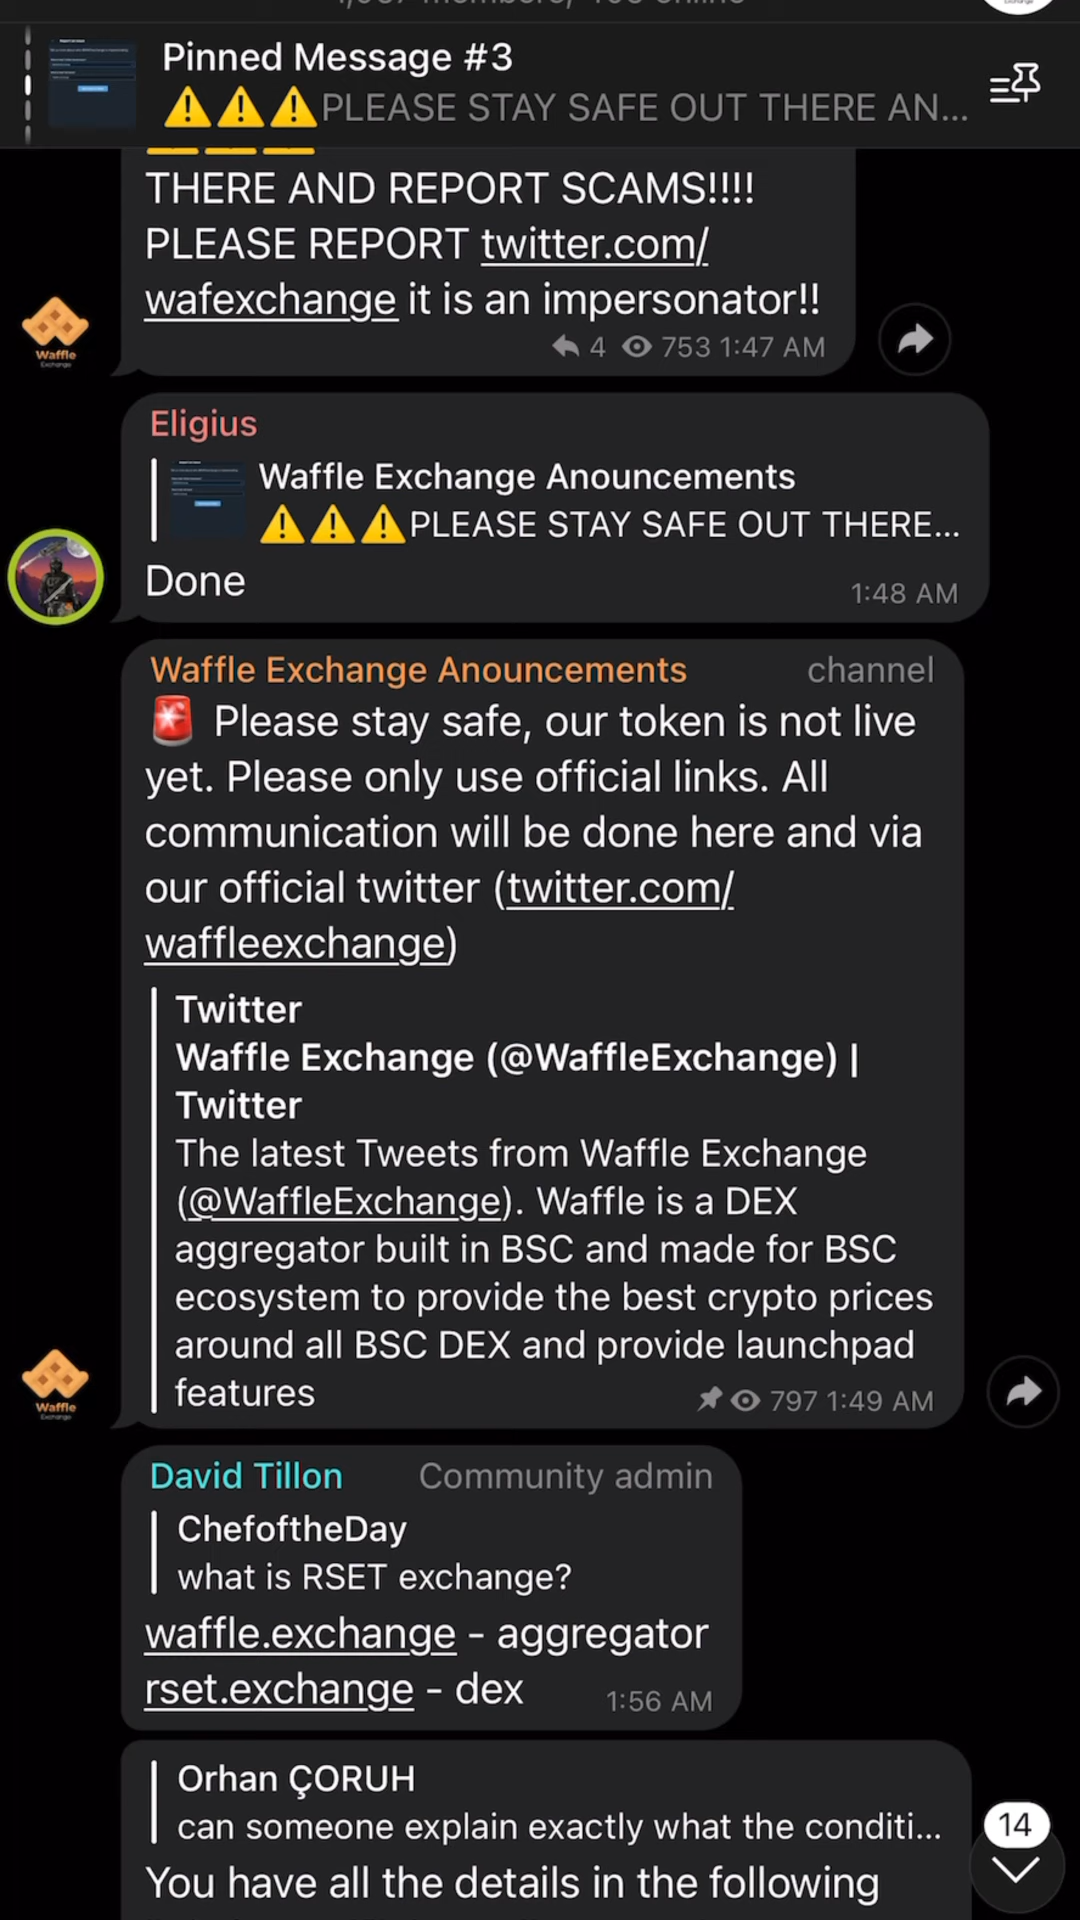 Pinned Message #3
⚠️⚠️⚠️PLEASE STAY SAFE OUT THERE AN...
THERE AND REPORT SCAMS!!!!
PLEASE REPORT twitter.com/
wafexchange it is an impersonator!!
4 753 1:47 AM
Waffle
Exchange
Eligius
Waffle Exchange Anouncements
⚠️⚠️⚠️PLEASE STAY SAFE OUT THERE...
Done
1:48 AM
Waffle Exchange Anouncements channel
🚨 Please stay safe, our token is not live
yet. Please only use official links. All
communication will be done here and via
our official twitter (twitter.com/
waffleexchange)
Twitter
Waffle Exchange (@WaffleExchange) |
Twitter
The latest Tweets from Waffle Exchange
(@WaffleExchange). Waffle is a DEX
aggregator built in BSC and made for BSC
ecosystem to provide the best crypto prices
around all BSC DEX and provide launchpad
features
797 1:49 AM
Waffle
Exchange
David Tillon Community admin
ChefoftheDay
what is RSET exchange?
waffle.exchange - aggregator
rset.exchange - dex
1:56 AM
Orhan ÇORUH
can someone explain exactly what the conditi...
You have all the details in the following
14